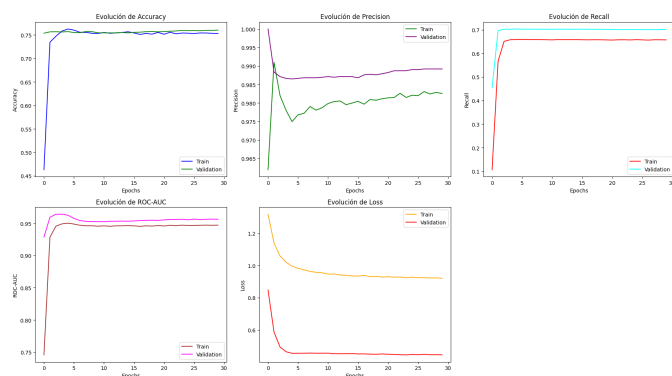 Evolución de Accuracy
Accuracy
0.75
0.70
0.65
0.60
0.55
0.50
0.45
0 5 10 15 20 25 30
Epochs
Train
Validation
Evolución de Precision
Precision
1.000
0.995
0.990
0.985
0.980
0.975
0.970
0.965
0 5 10 15 20 25 30
Epochs
Train
Validation
Evolución de Recall
Recall
0.7
0.6
0.5
0.4
0.3
0.2
0.1
0 5 10 15 20 25 30
Epochs
Train
Validation
Evolución de ROC-AUC
ROC-AUC
0.95
0.90
0.85
0.80
0.75
0 5 10 15 20 25 30
Epochs
Train
Validation
Evolución de Loss
Loss
1.2
1.0
0.8
0.6
0 5 10 15 20 25 30
Epochs
Train
Validation